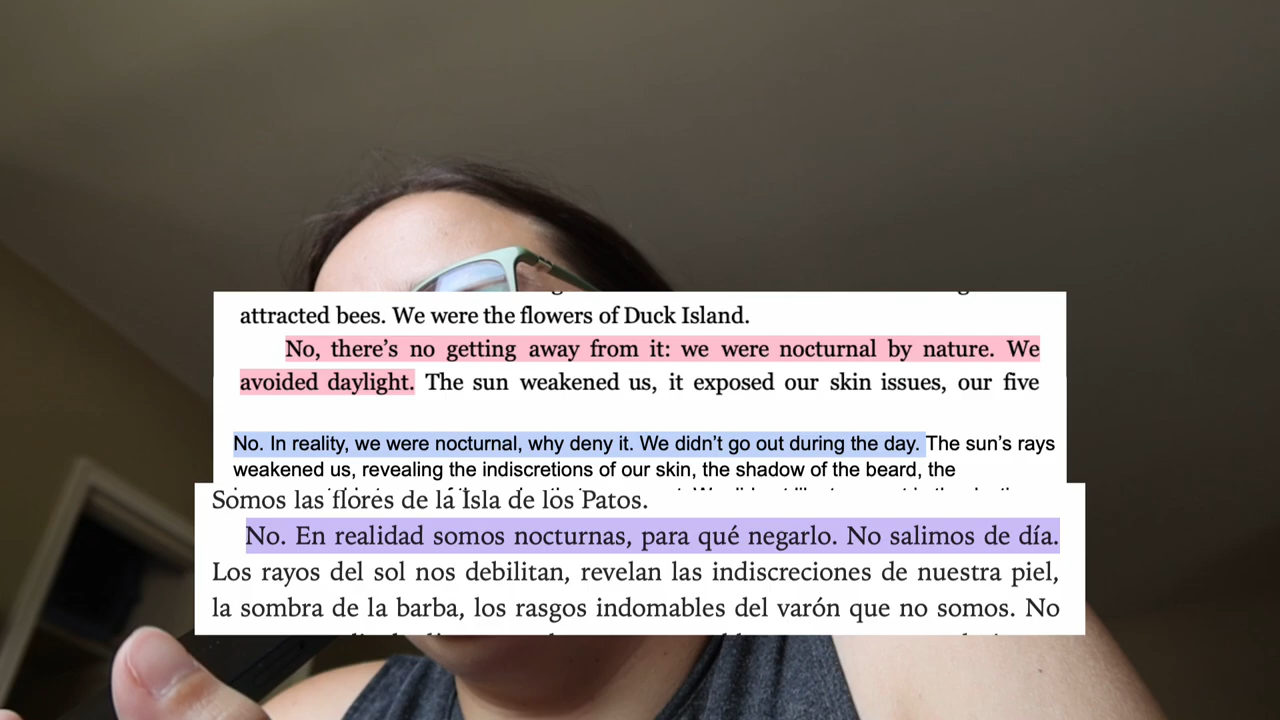 attracted bees. We were the flowers of Duck Island.
No, there's no getting away from it: we were nocturnal by nature. We
avoided daylight. The sun weakened us, it exposed our skin issues, our five
No. In reality, we were nocturnal, why deny it. We didn't go out during the day. The sun's rays
weakened us, revealing the indiscretions of our skin, the shadow of the beard, the
Somos las flores de la Isla de los Patos.
No. En realidad somos nocturnas, para qué negarlo. No salimos de día.
Los rayos del sol nos debilitan, revelan las indiscreciones de nuestra piel,
la sombra de la barba, los rasgos indomables del varón que no somos. No